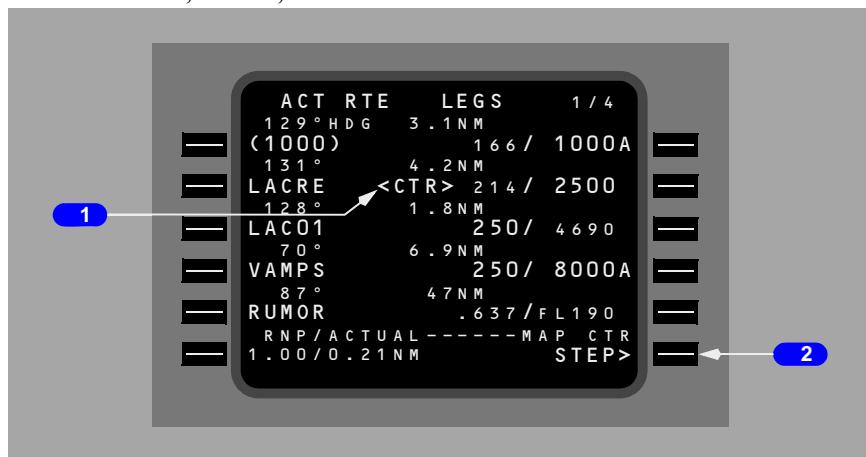 ACT RTE LEGS 1/4
129°HDG 3.1NM
(1000) 166/ 1000A
131° 4.2NM
LACRE <CTR> 214/ 2500
128° 1.8NM
LACO1 250/ 4690
70° 6.9NM
VAMPS 250/ 8000A
87° 47NM
RUMOR .637/FL190
RNP/ACTUAL------MAP CTR
1.00/0.21NM STEP>
1
2